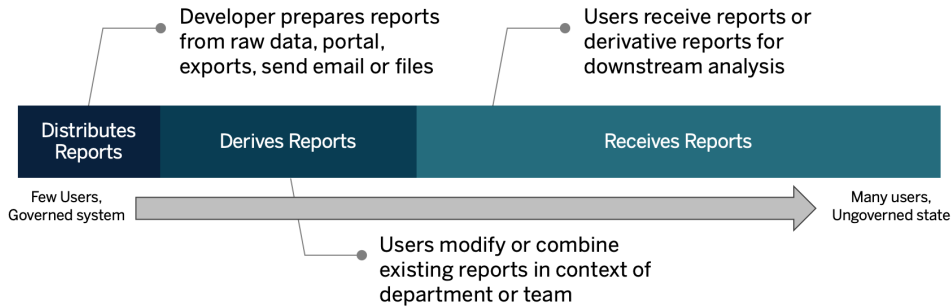 Developer prepares reports
from raw data, portal,
exports, send email or files
Users receive reports or
derivative reports for
downstream analysis
Distributes
Reports
Derives Reports
Receives Reports
Few Users,
Governed system
Many users,
Ungoverned state
Users modify or combine
existing reports in context of
department or team